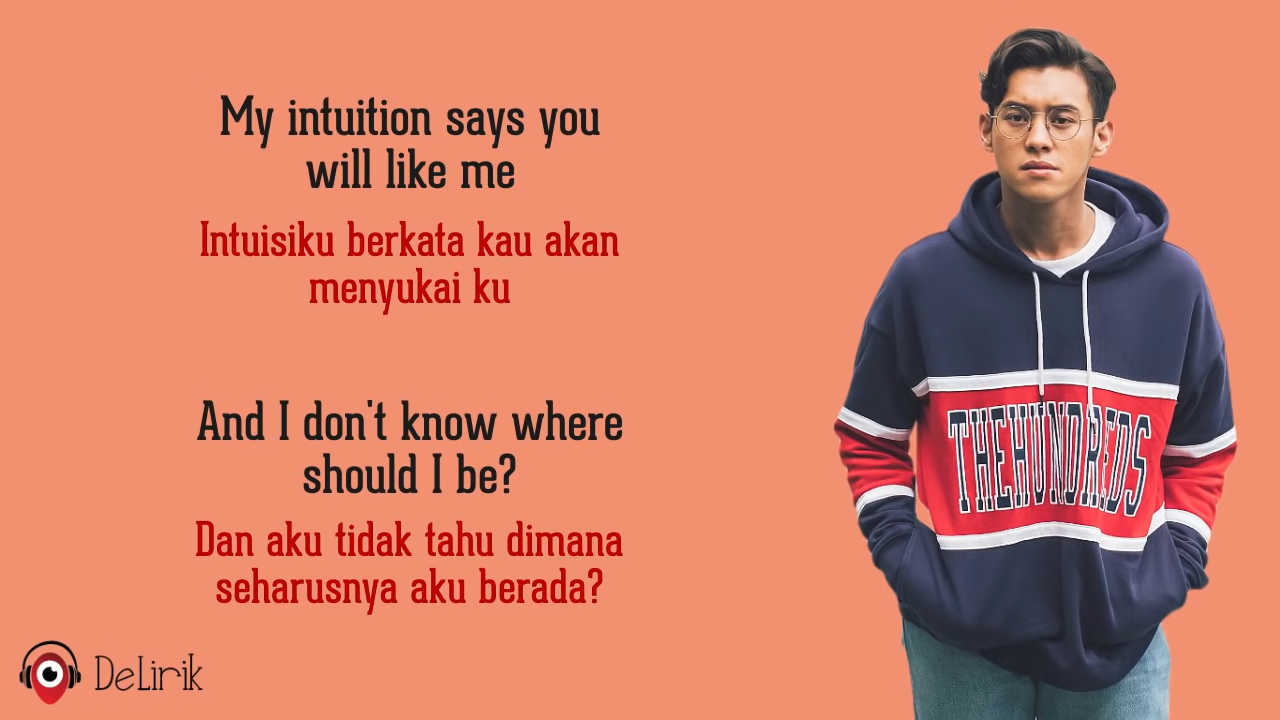 My intuition says you
will like me
Intuisiku berkata kau akan
menyukai ku
And I don't know where
should I be?
Dan aku tidak tahu dimana
seharusnya aku berada?
THEHUNDREDS
DeLirik